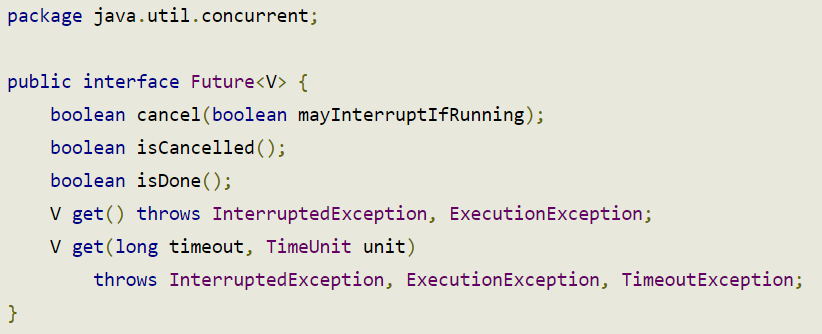 package java.util.concurrent;
public interface Future<V> {
    boolean cancel(boolean mayInterruptIfRunning);
    boolean isCancelled();
    boolean isDone();
    V get() throws InterruptedException, ExecutionException;
    V get(long timeout, TimeUnit unit)
        throws InterruptedException, ExecutionException, TimeoutException;
}